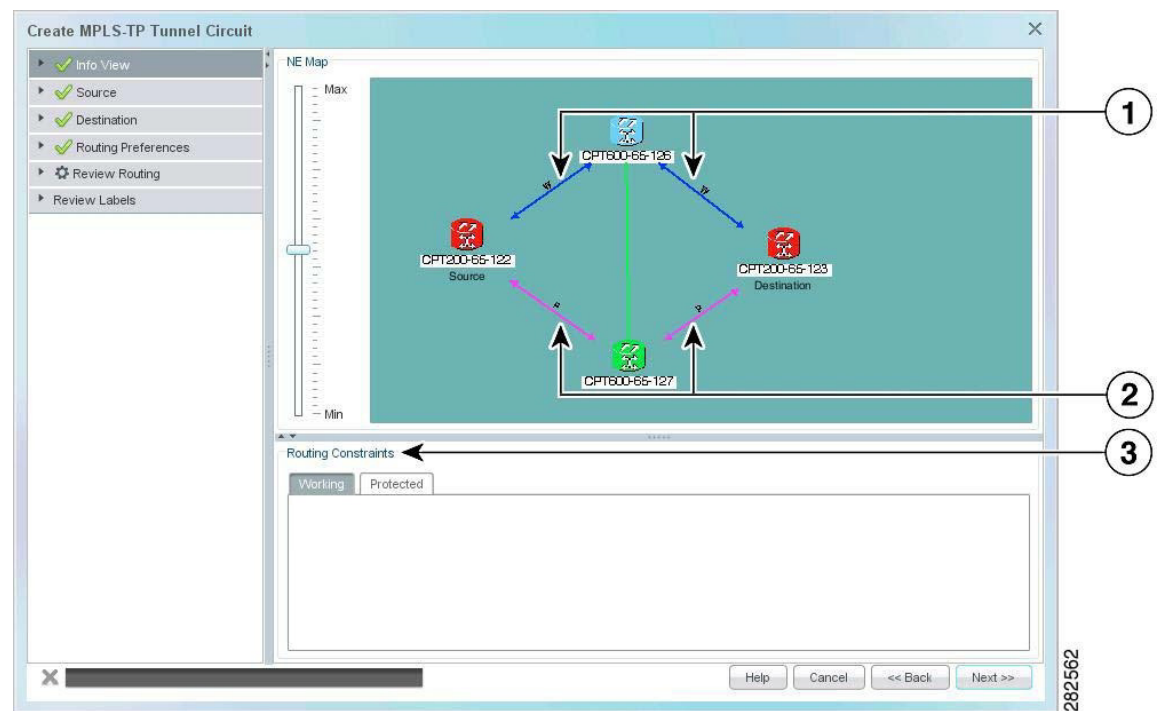 Create MPLS-TP Tunnel Circuit
Info View
Source
Destination
Routing Preferences
Review Routing
Review Labels
NE Map
Max
Min
CPT600-65-126
W
W
CPT200-65-122
Source
CPT200-65-123
Destination
P
P
CPT600-65-127
1
2
Routing Constraints
3
Working
Protected
Help
Cancel
<< Back
Next >>
282562